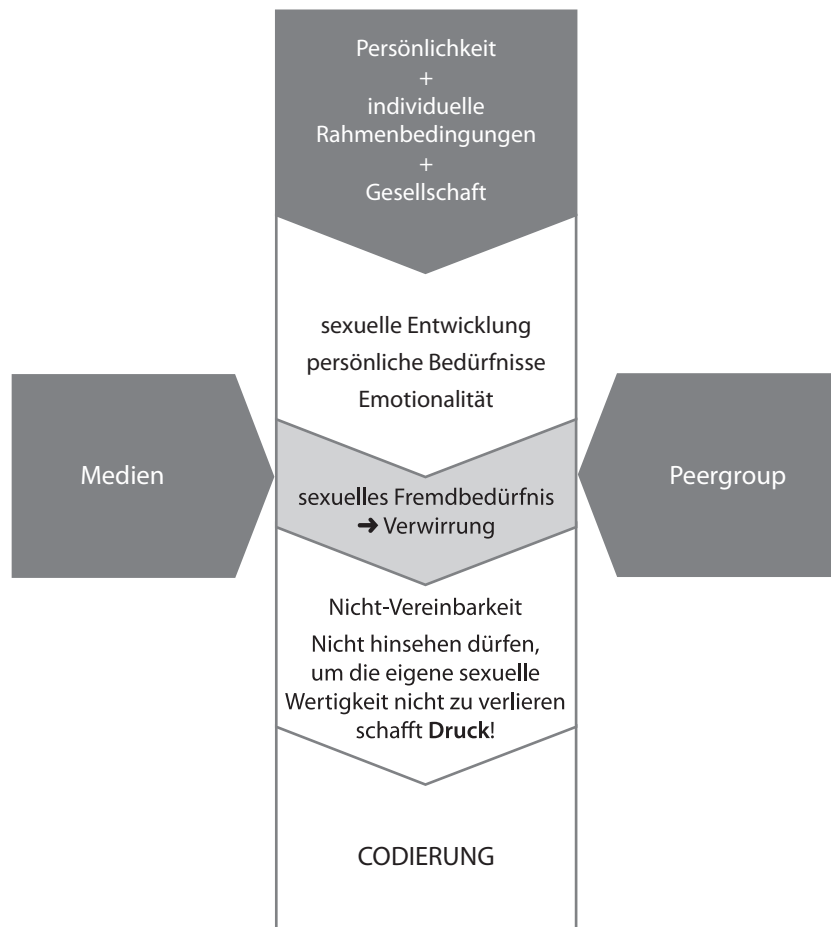 Persönlichkeit
+
individuelle
Rahmenbedingungen
+
Gesellschaft
sexuelle Entwicklung
persönliche Bedürfnisse
Emotionalität
Medien
sexuelles Fremdbedürfnis
➔ Verwirrung
Peergroup
Nicht-Vereinbarkeit
Nicht hinsehen dürfen,
um die eigene sexuelle
Wertigkeit nicht zu verlieren
schafft Druck!
CODIERUNG